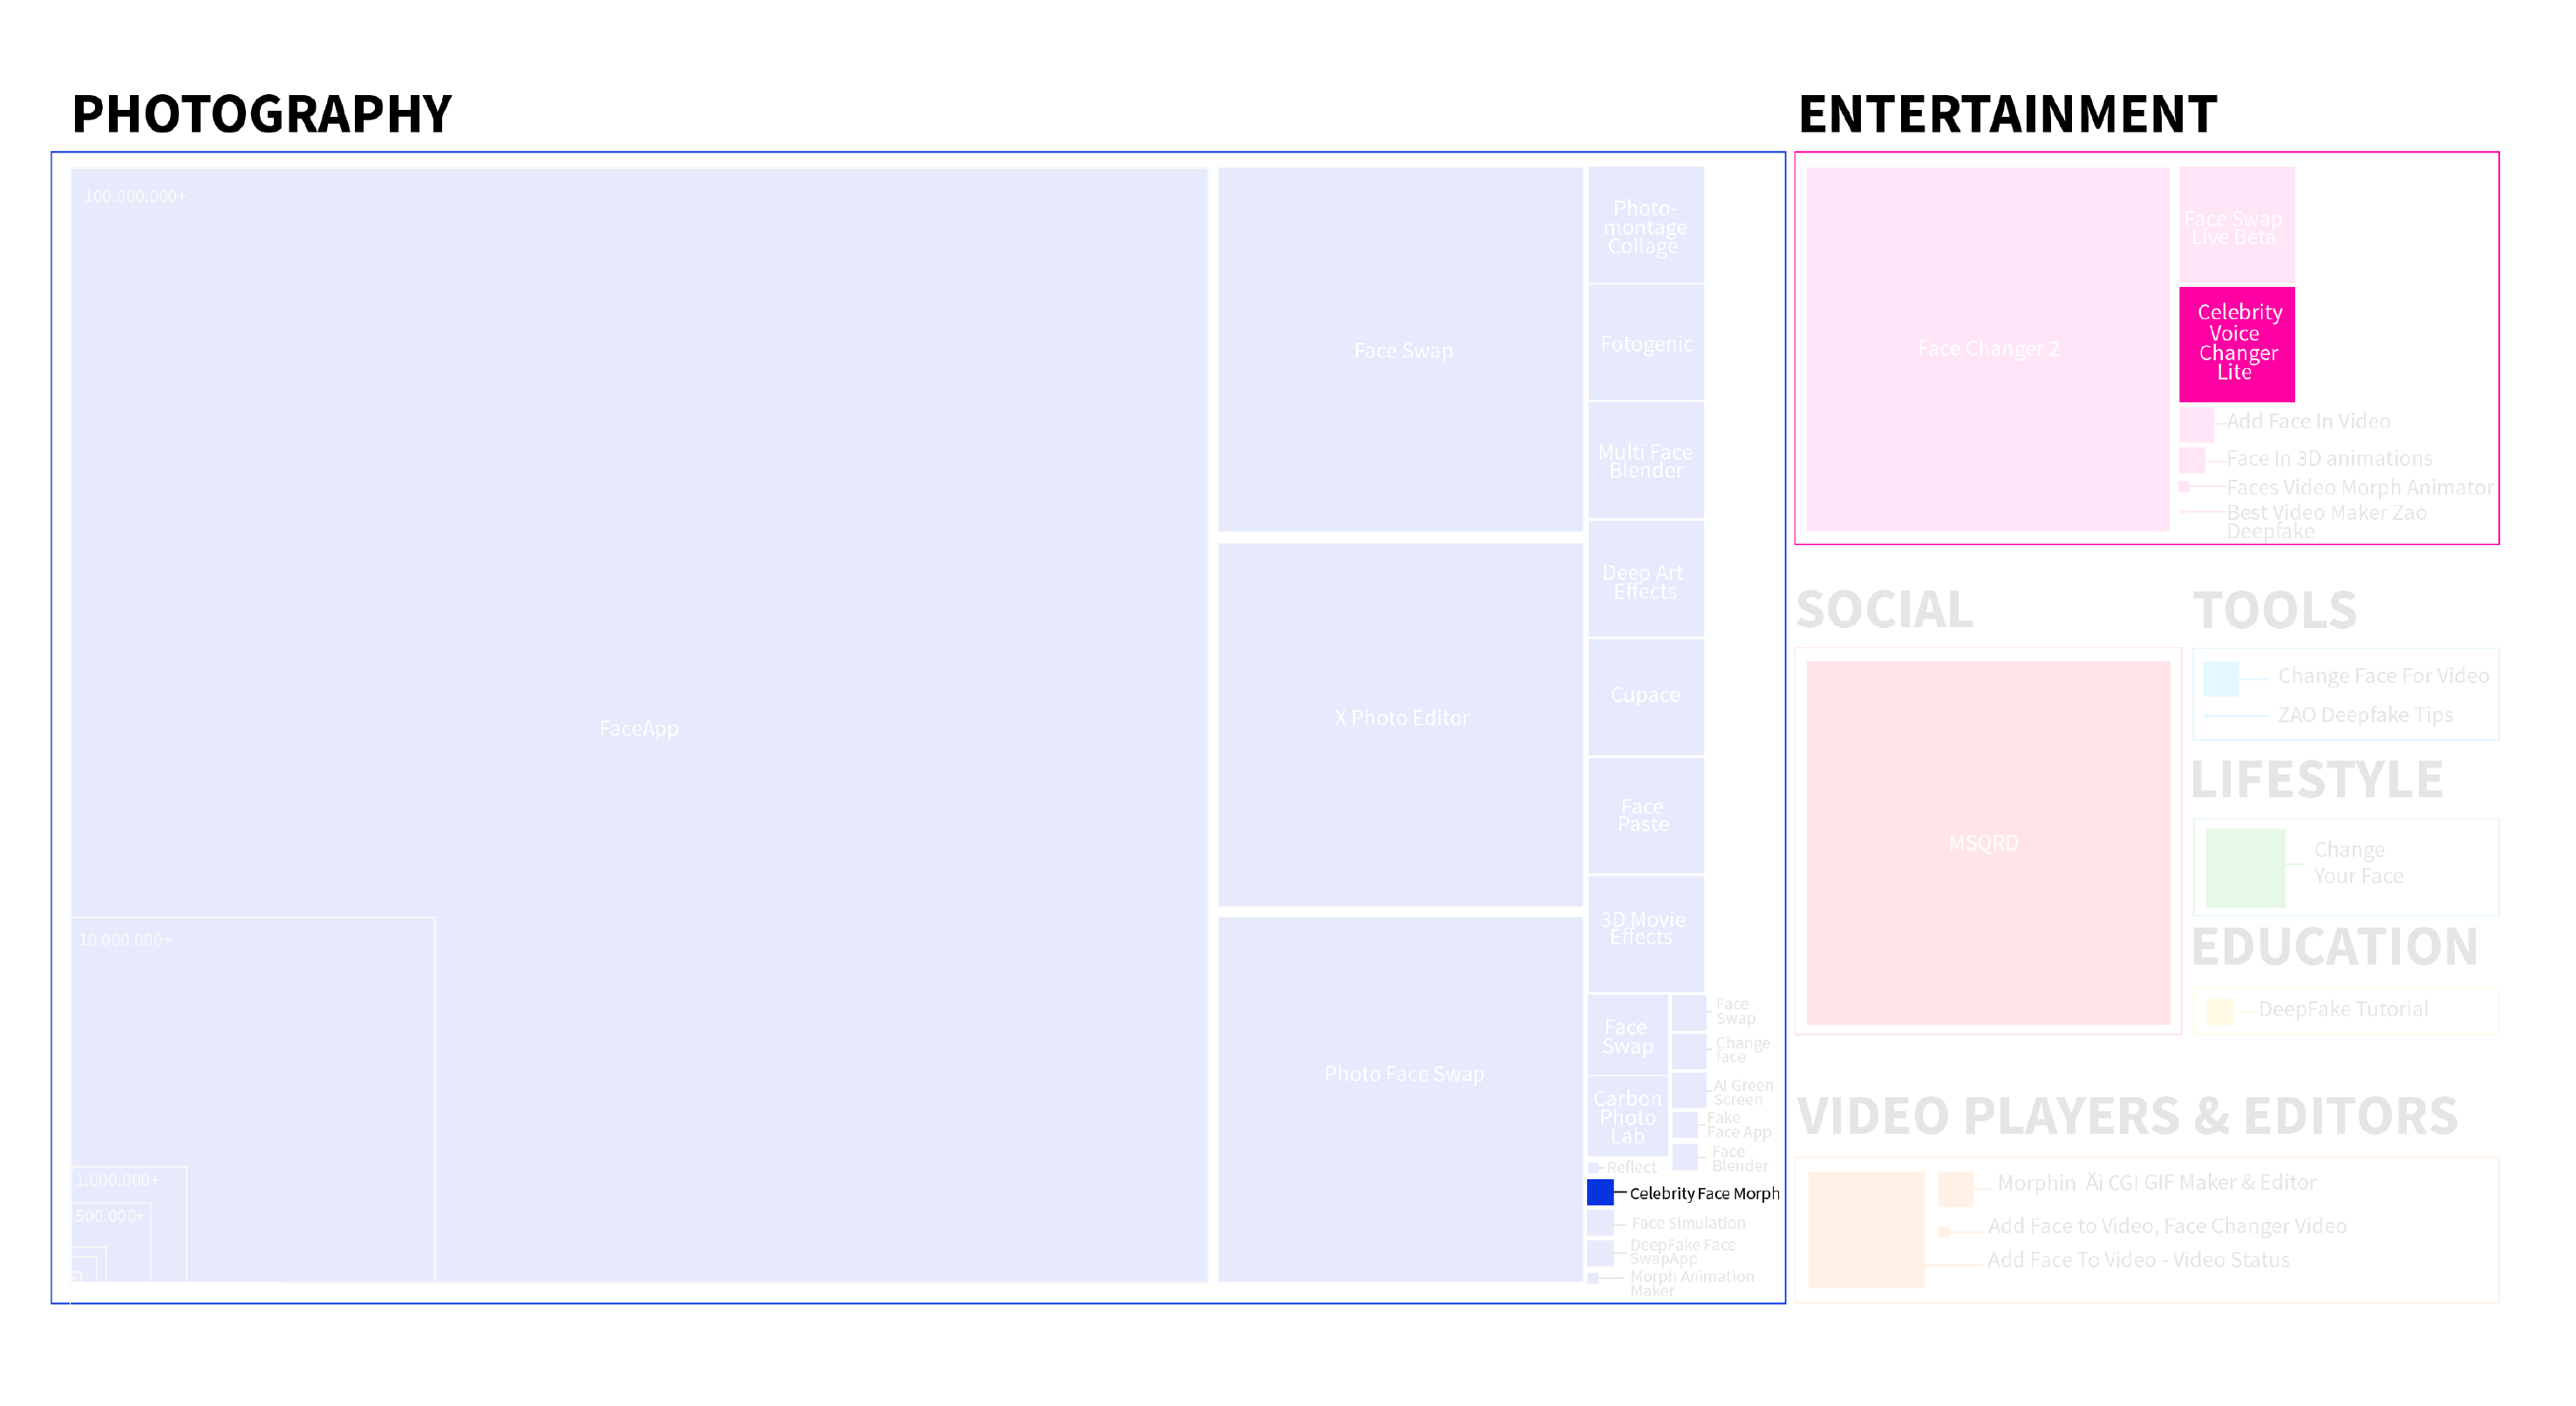 PHOTOGRAPHY
100.000.000+
FaceApp
10.000.000+
1.000.000+
500.000+
Face Swap
X Photo Editor
Photo Face Swap
Photo-
montage
Collage
Fotogenic
Multi Face
Blender
Deep Art
Effects
Cupace
Face
Paste
3D Movie
Effects
Face
Swap
Carbon
Photo
Lab
Face
Swap
Change
face
AI Green
Screen
Fake
Face App
Face
Blender
Reflect
Celebrity Face Morph
Face Simulation
DeepFake Face
SwapApp
Morph Animation
Maker
ENTERTAINMENT
Face Changer 2
Face Swap
Live Beta
Celebrity
Voice
Changer
Lite
Add Face In Video
Face In 3D animations
Faces Video Morph Animator
Best Video Maker Zao
Deepfake
SOCIAL
MSQRD
TOOLS
Change Face For Video
ZAO Deepfake Tips
LIFESTYLE
Change
Your Face
EDUCATION
DeepFake Tutorial
VIDEO PLAYERS & EDITORS
Morphin Äi CGI GIF Maker & Editor
Add Face to Video, Face Changer Video
Add Face To Video - Video Status